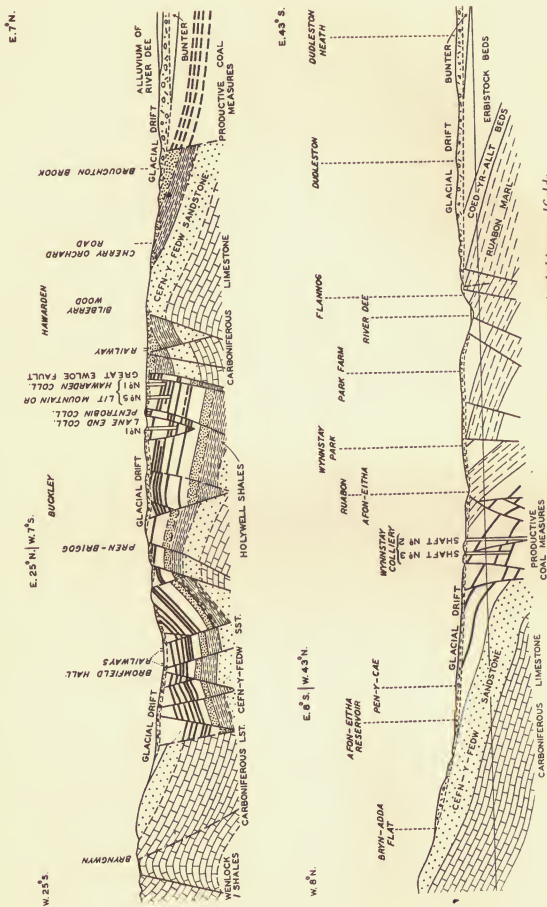 W. 25°S.
E. 25°N. | W. 7°S.
E. 7°N.
BRYNGWYN
BROMFIELD HALL
RAILWAYS
PREN-BRIGOG
BUCKLEY
Nº1
LANE END COLL.
PENTROBIN COLL.
Nº5 LIT. MOUNTAIN OR
Nº1 HAWARDEN COLL.
GREAT EWLOE FAULT
RAILWAY
HAWARDEN
BILBERRY
WOOD
CHERRY ORCHARD
ROAD
BROUGHTON BROOK
GLACIAL DRIFT
GLACIAL DRIFT
GLACIAL DRIFT
ALLUVIUM OF
RIVER DEE
BUNTER
WENLOCK
SHALES
CARBONIFEROUS LST.
CEFN-Y-FEDW SST.
HOLYWELL SHALES
CARBONIFEROUS
LIMESTONE
CEFN-Y-FEDW SANDSTONE
PRODUCTIVE COAL
MEASURES
W. 8°N.
E. 8°S. | W. 43°N.
E. 43°S.
BRYN-ADDA
FLAT
AFON-EITHA
RESERVOIR
PEN-Y-CAE
WYNNSTAY
COLLIERY
SHAFT Nº 3
SHAFT Nº 2
RUABON
AFON-EITHA
WYNNSTAY
PARK
PARK FARM
RIVER DEE
FLANNOG
DUDLESTON
DUDLESTON
HEATH
GLACIAL DRIFT
GLACIAL DRIFT
BUNTER
ERBISTOCK BEDS
COED-YR-ALLT BEDS
RUABON MARL
CEFN-Y-FEDW SANDSTONE
CARBONIFEROUS LIMESTONE
PRODUCTIVE
COAL MEASURES